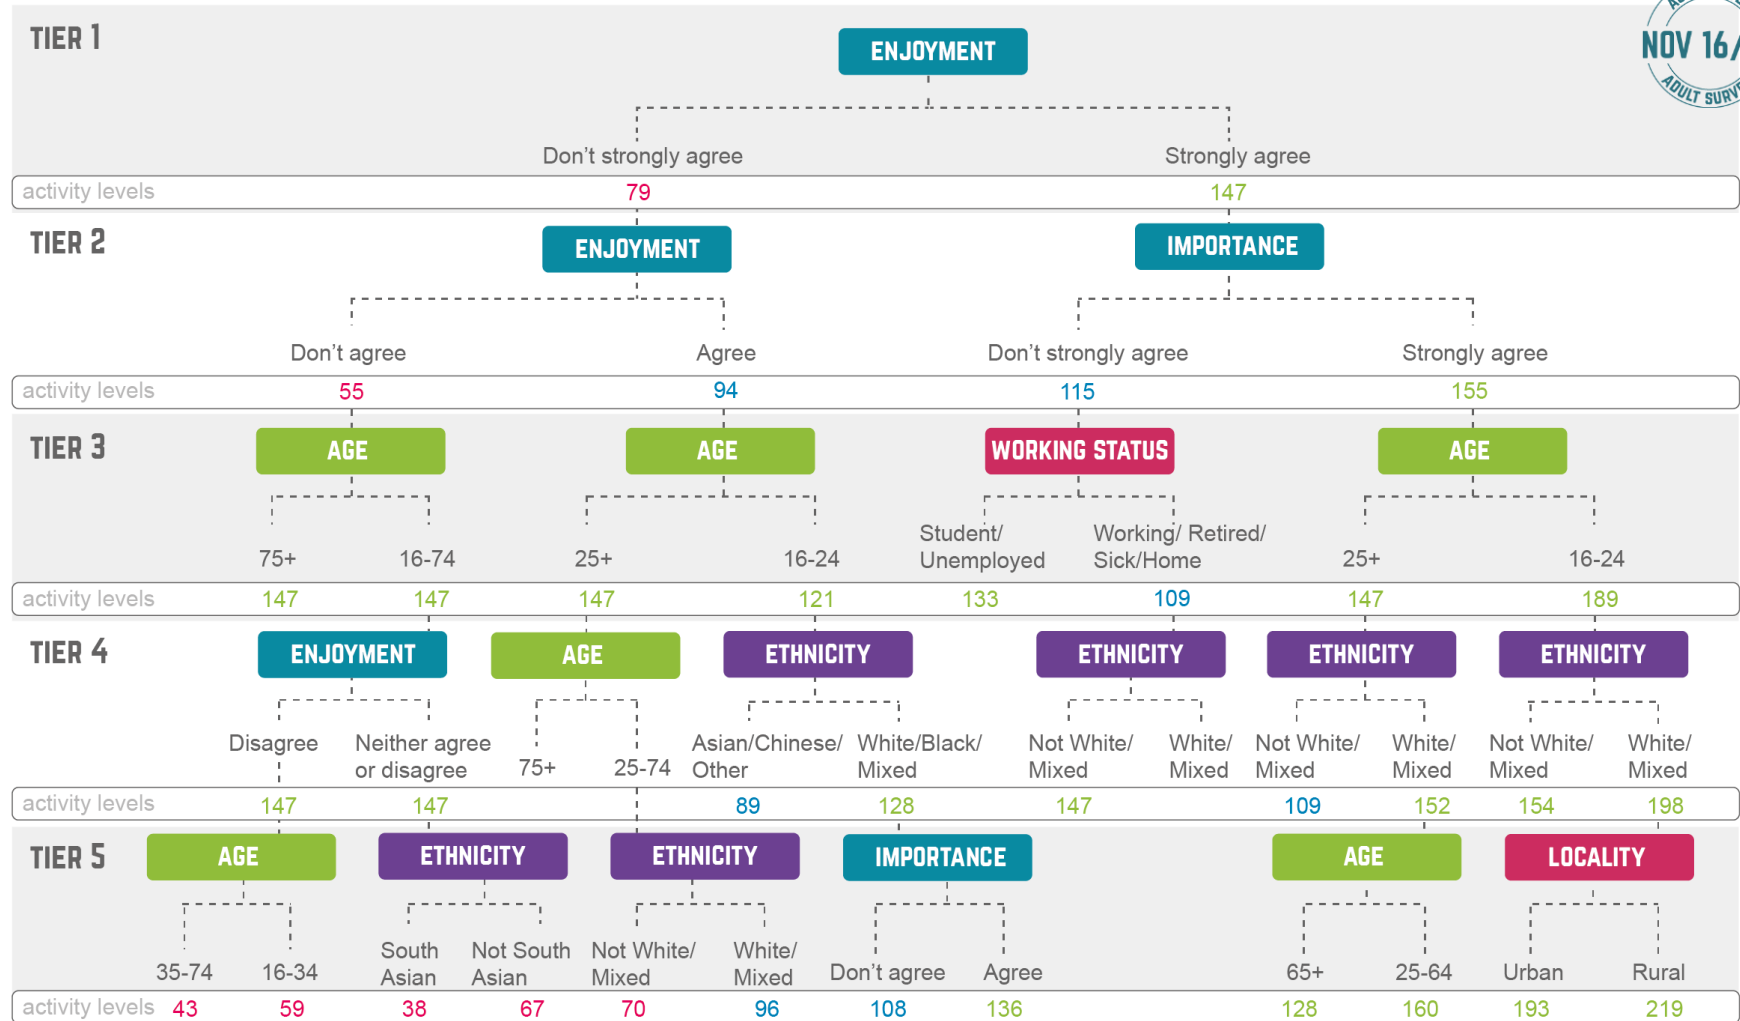 TIER 1
ENJOYMENT
NOV 16/
ADULT
Don't strongly agree
Strongly agree
activity levels 79 147
TIER 2
ENJOYMENT
IMPORTANCE
Don't agree
Agree
Don't strongly agree
Strongly agree
activity levels 55 94 115 155
TIER 3
AGE
AGE
WORKING STATUS
AGE
75+
16-74
25+
16-24
Student/
Unemployed
Working/ Retired/
Sick/Home
25+
16-24
activity levels 147 147 147 121 133 109 147 189
TIER 4
ENJOYMENT
AGE
ETHNICITY
ETHNICITY
ETHNICITY
ETHNICITY
Disagree
Neither agree
or disagree
75+
25-74
Asian/Chinese/
Other
White/Black/
Mixed
Not White/
Mixed
White/
Mixed
Not White/
Mixed
White/
Mixed
Not White/
Mixed
White/
Mixed
activity levels 147 147 89 128 147 109 152 154 198
TIER 5
AGE
ETHNICITY
ETHNICITY
IMPORTANCE
AGE
LOCALITY
35-74
16-34
South
Asian
Not South
Asian
Not White/
Mixed
White/
Mixed
Don't agree
Agree
65+
25-64
Urban
Rural
activity levels 43 59 38 67 70 96 108 136 128 160 193 219